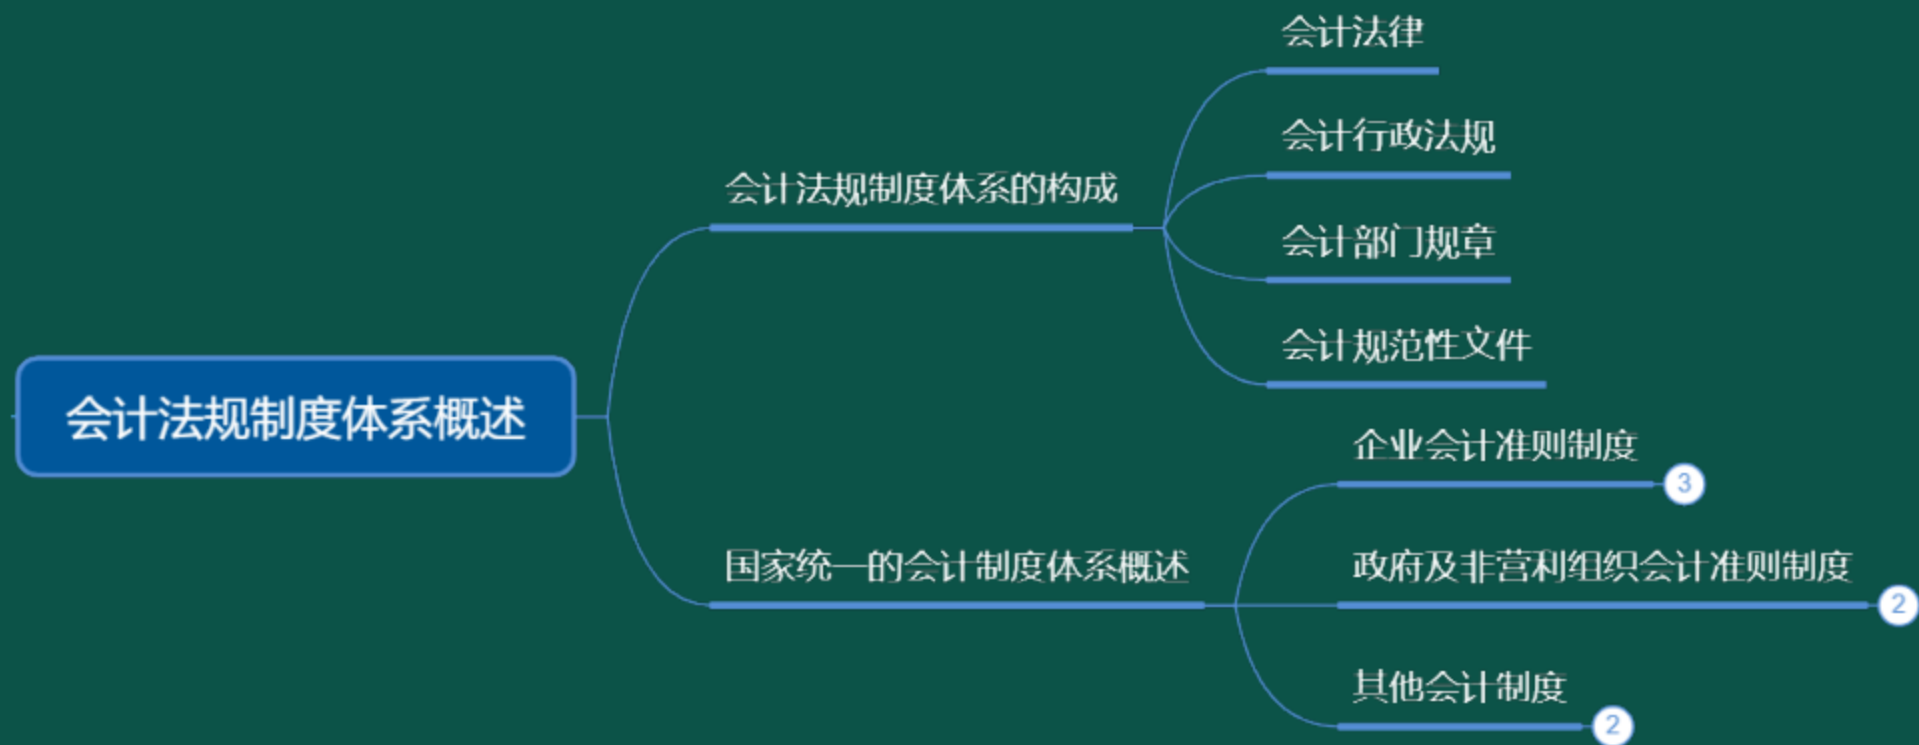 会计法规制度体系概述
会计法规制度体系的构成
会计法律
会计行政法规
会计部门规章
会计规范性文件
国家统一的会计制度体系概述
企业会计准则制度
3
政府及非营利组织会计准则制度
2
其他会计制度
2